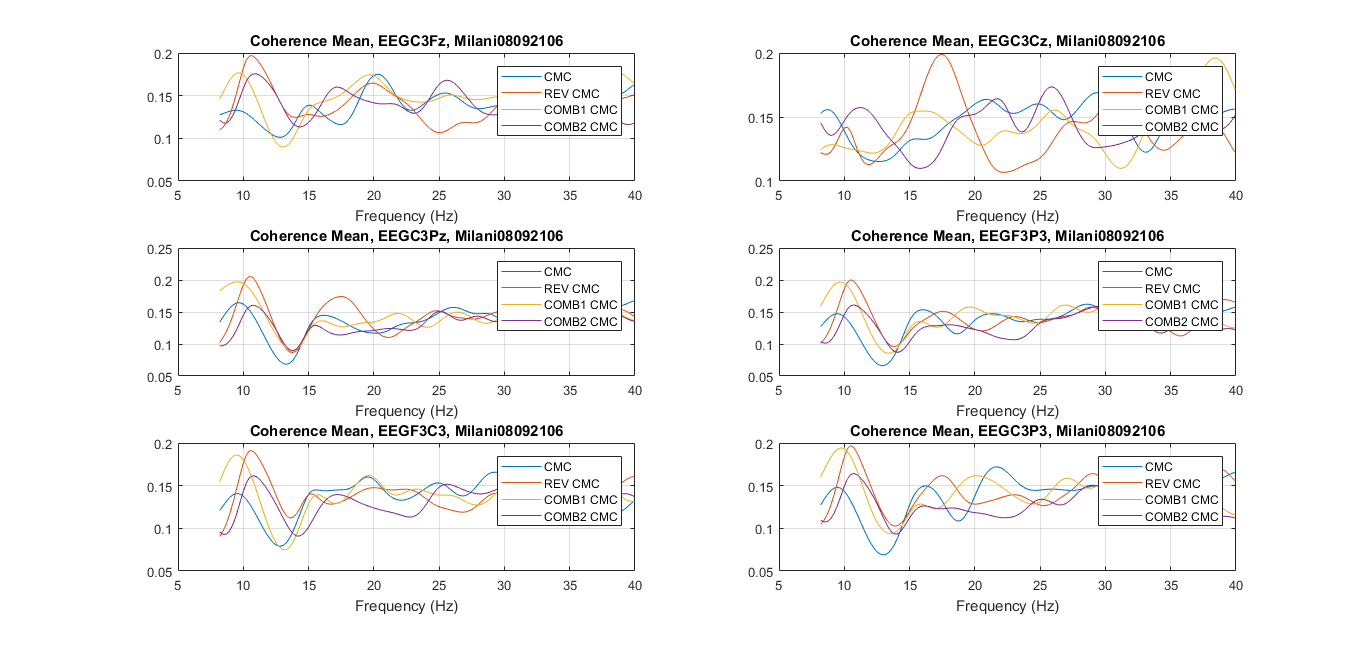 Coherence Mean, EEGC3Fz, Milani08092106
0.2
0.15
0.1
0.05
5 10 15 20 25 30 35 40
Frequency (Hz)
CMC
REV CMC
COMB1 CMC
COMB2 CMC
Coherence Mean, EEGC3Cz, Milani08092106
0.2
0.15
0.1
5 10 15 20 25 30 35 40
Frequency (Hz)
CMC
REV CMC
COMB1 CMC
COMB2 CMC
Coherence Mean, EEGC3Pz, Milani08092106
0.25
0.2
0.15
0.1
0.05
5 10 15 20 25 30 35 40
Frequency (Hz)
CMC
REV CMC
COMB1 CMC
COMB2 CMC
Coherence Mean, EEGF3P3, Milani08092106
0.25
0.2
0.15
0.1
0.05
5 10 15 20 25 30 35 40
Frequency (Hz)
CMC
REV CMC
COMB1 CMC
COMB2 CMC
Coherence Mean, EEGF3C3, Milani08092106
0.2
0.15
0.1
0.05
5 10 15 20 25 30 35 40
Frequency (Hz)
CMC
REV CMC
COMB1 CMC
COMB2 CMC
Coherence Mean, EEGC3P3, Milani08092106
0.2
0.15
0.1
0.05
5 10 15 20 25 30 35 40
Frequency (Hz)
CMC
REV CMC
COMB1 CMC
COMB2 CMC